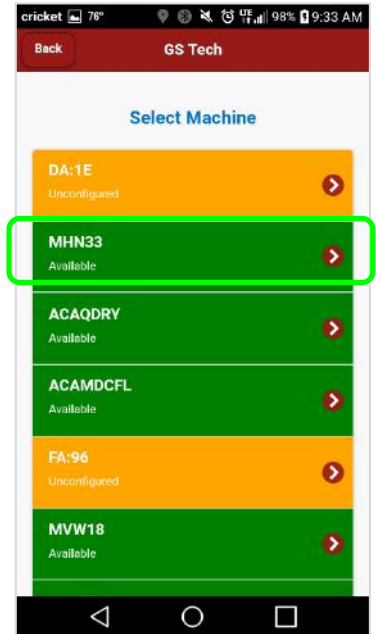 cricket 76° LTE 98% 9:33 AM
Back GS Tech
Select Machine
DA:1E
Unconfigured
MHN33
Available
ACAQDRY
Available
ACAMDCFL
Available
FA:96
Unconfigured
MVW18
Available